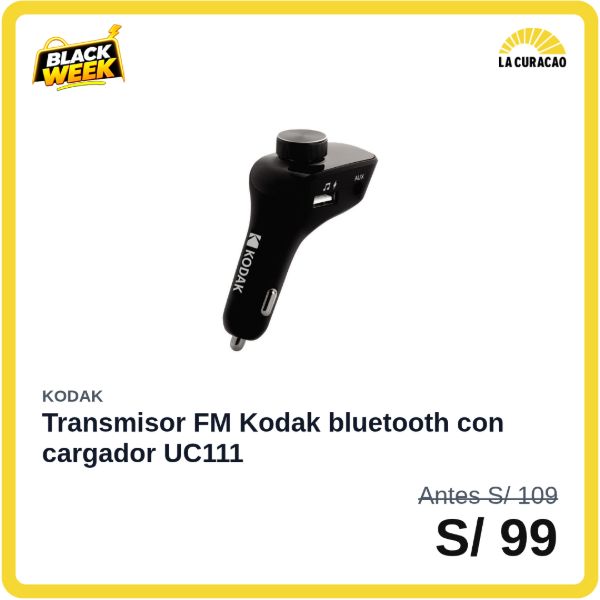 BLACK
WEEK
LA CURACAO
AUX
KODAK
KODAK
Transmisor FM Kodak bluetooth con
cargador UC111
Antes S/ 109
S/ 99